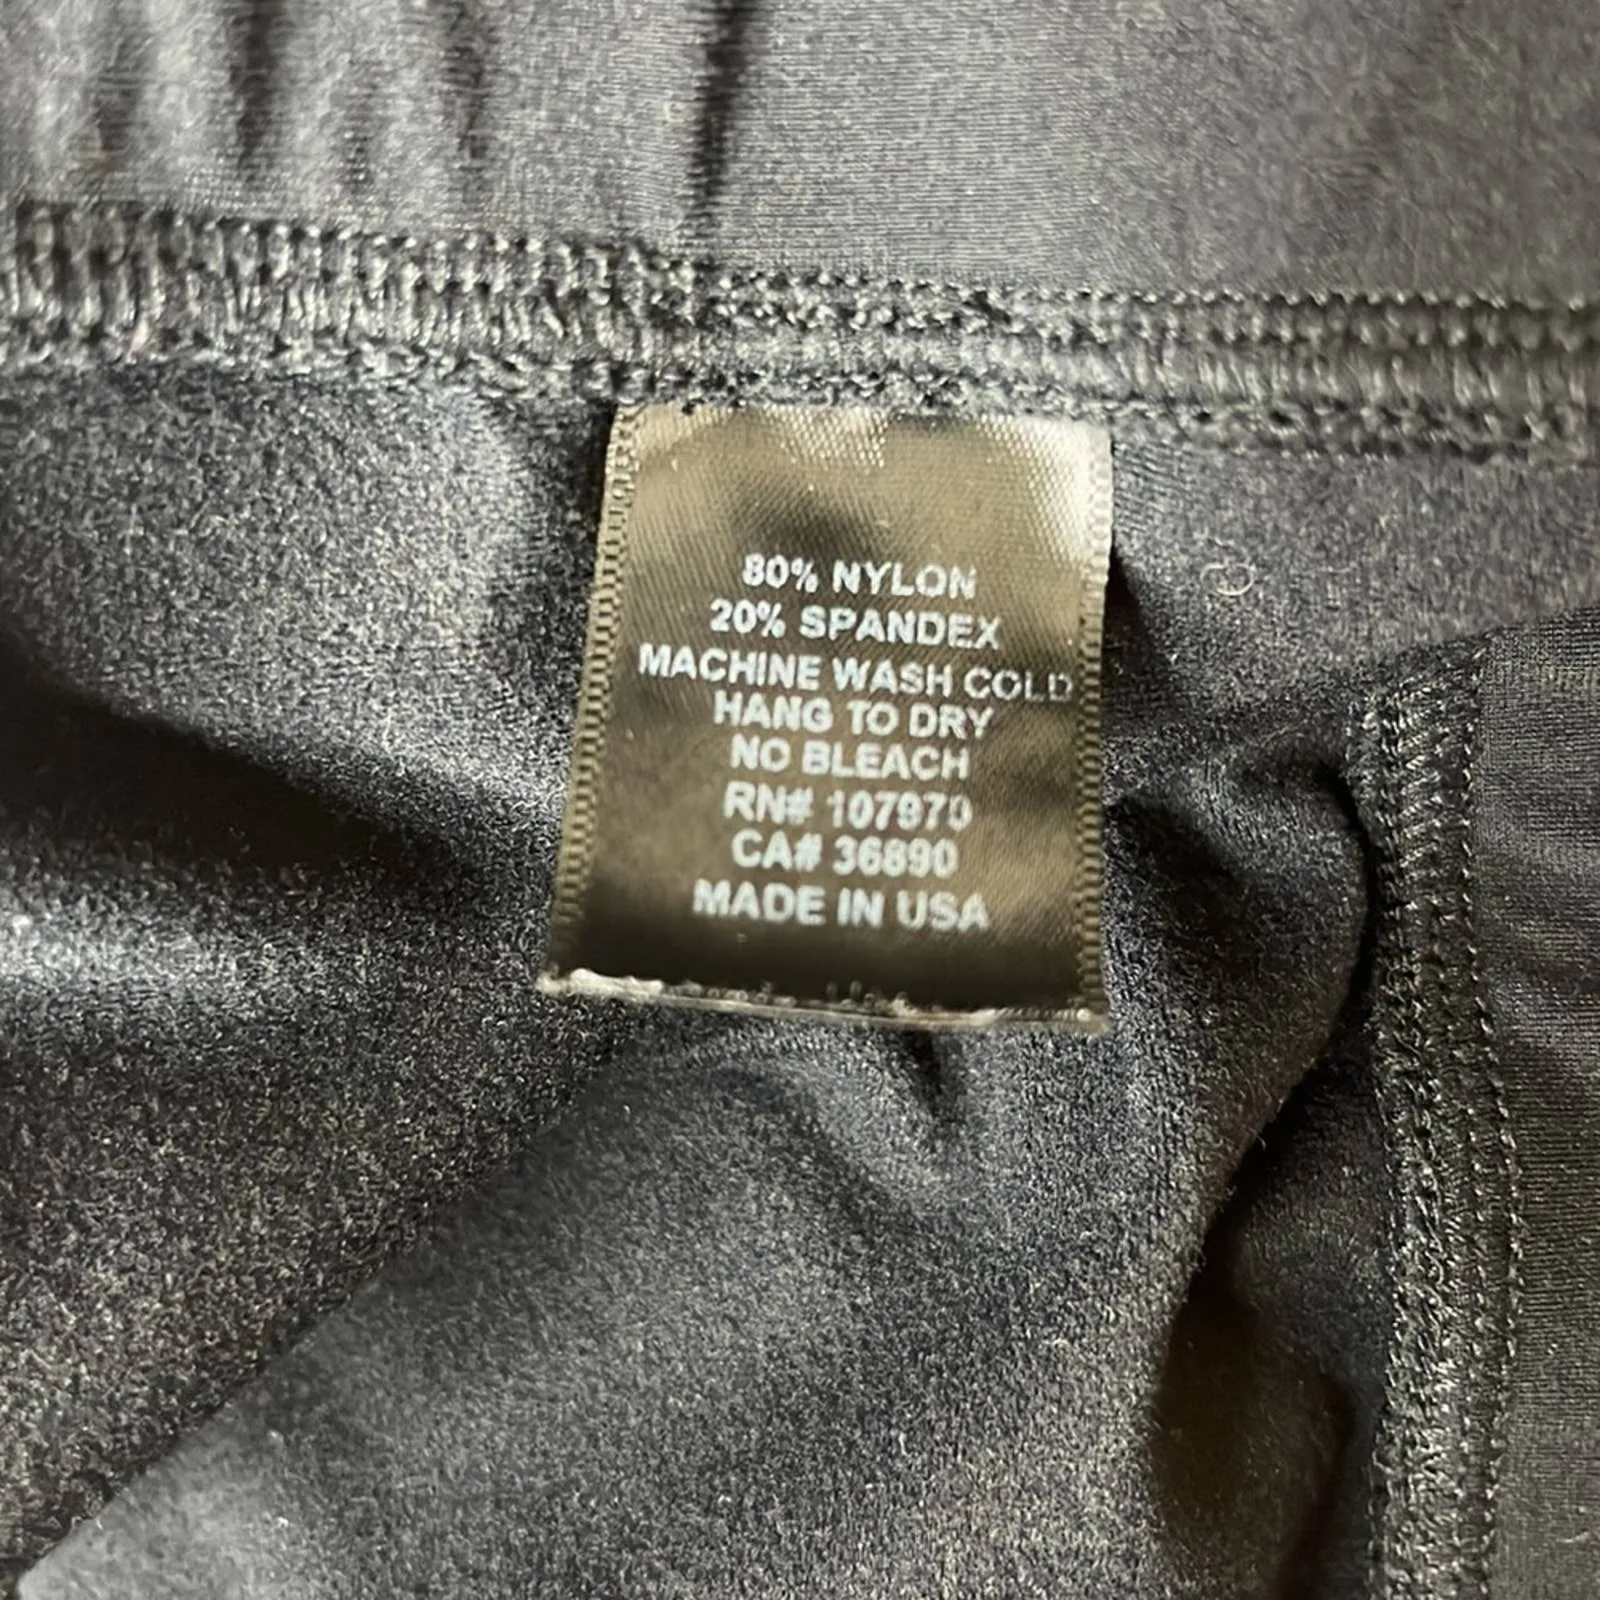 80% NYLON
20% SPANDEX
MACHINE WASH COLD
HANG TO DRY
NO BLEACH
RN# 107970
CA# 36890
MADE IN USA